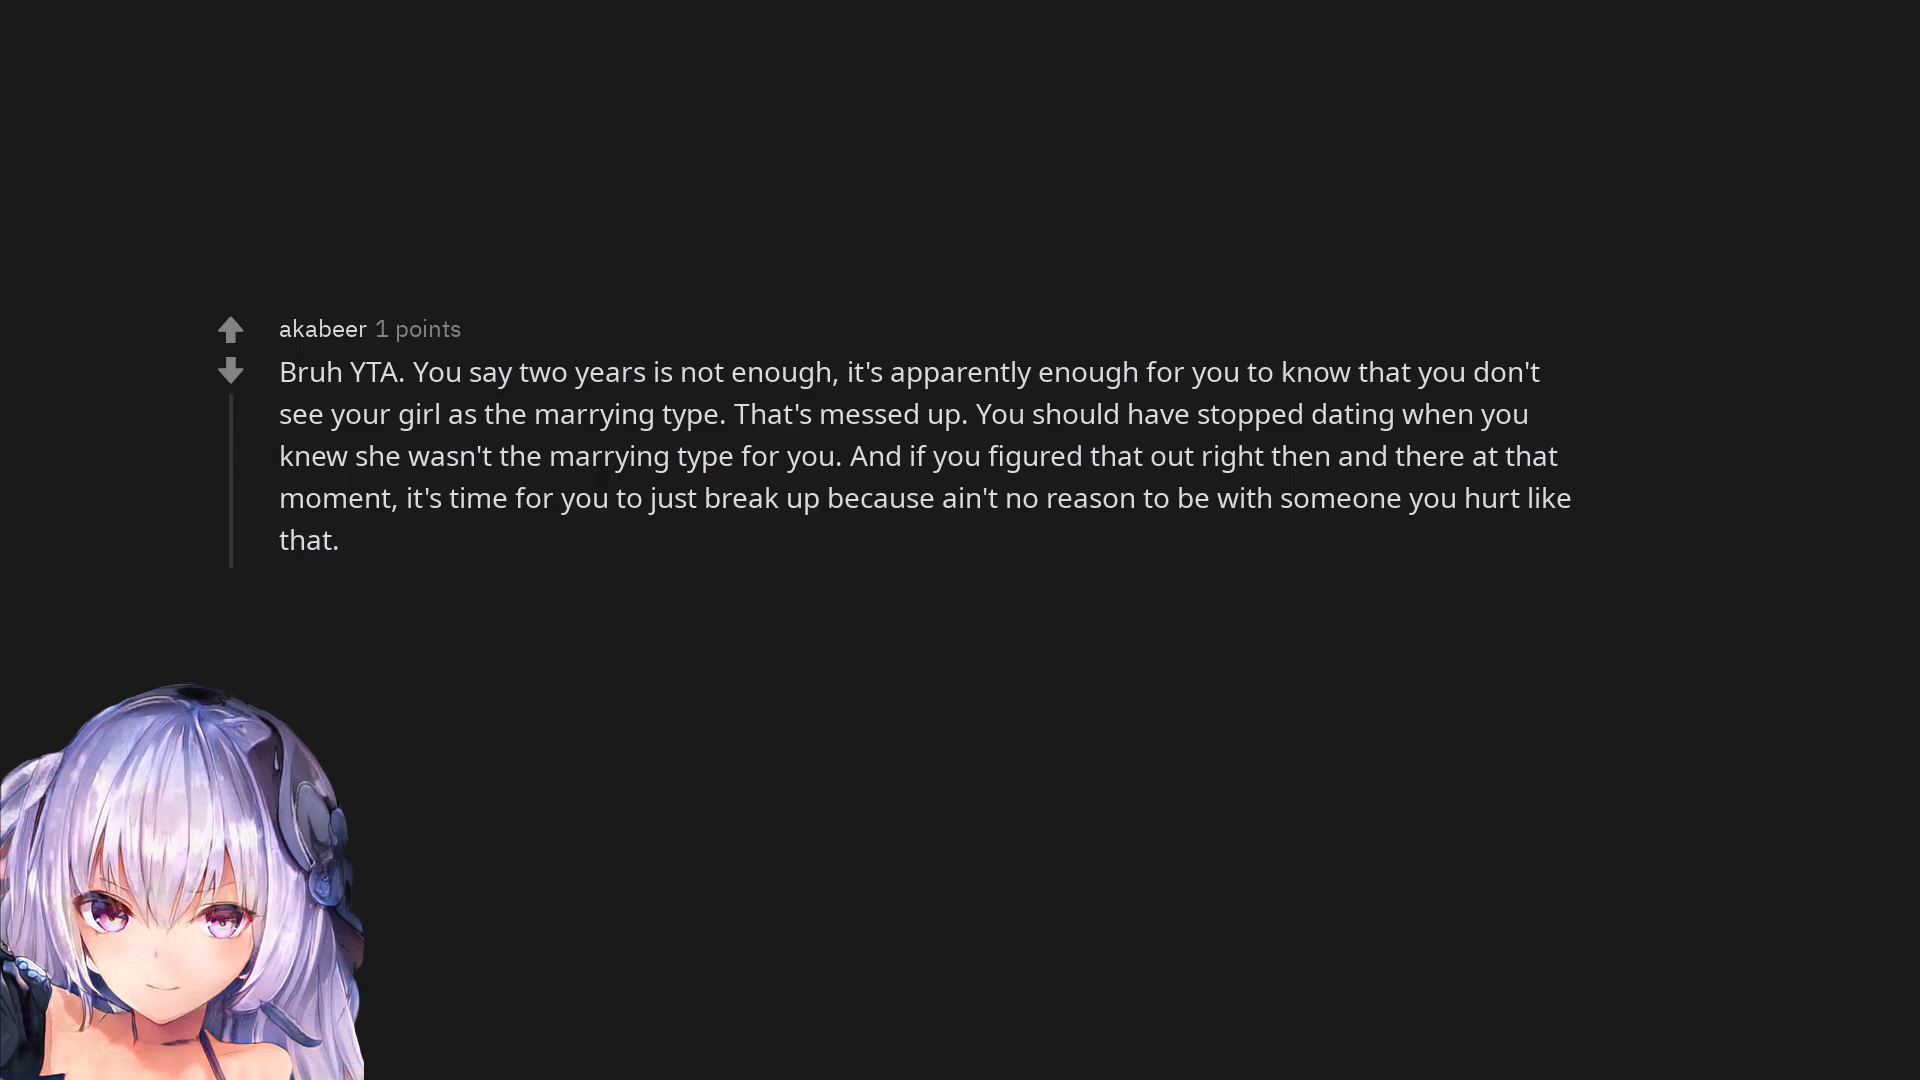 akabeer 1 points
Bruh YTA. You say two years is not enough, it's apparently enough for you to know that you don't
see your girl as the marrying type. That's messed up. You should have stopped dating when you
knew she wasn't the marrying type for you. And if you figured that out right then and there at that
moment, it's time for you to just break up because ain't no reason to be with someone you hurt like
that.